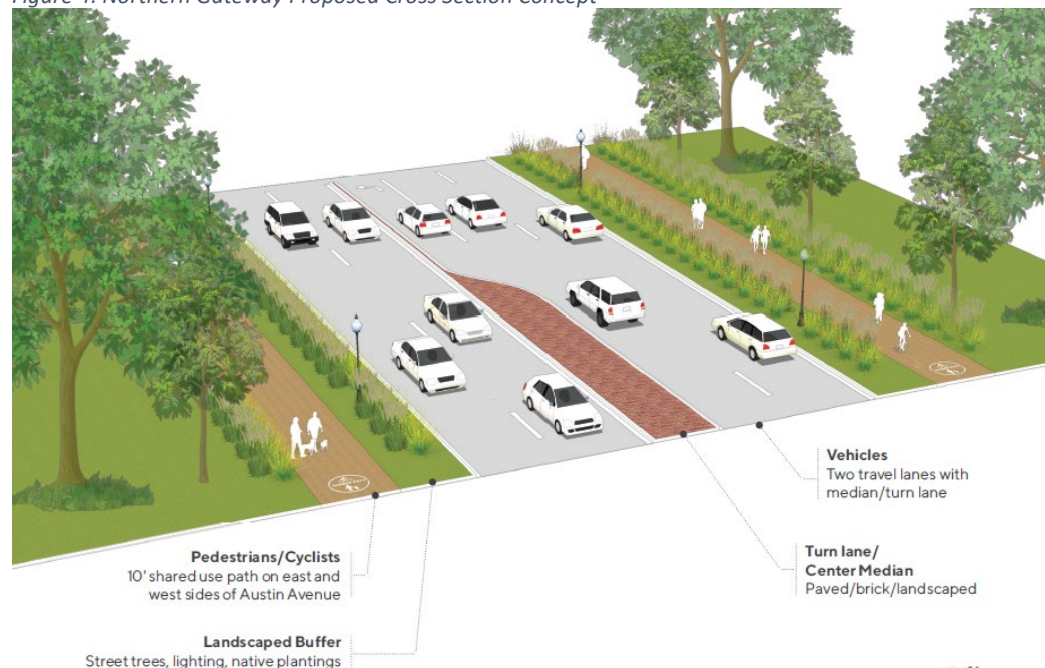 Figure 4: Northern Gateway Proposed Cross Section Concept
Vehicles
Two travel lanes with
median/turn lane
Pedestrians/Cyclists
10' shared use path on east and
west sides of Austin Avenue
Turn lane/
Center Median
Paved/brick/landscaped
Landscaped Buffer
Street trees, lighting, native plantings